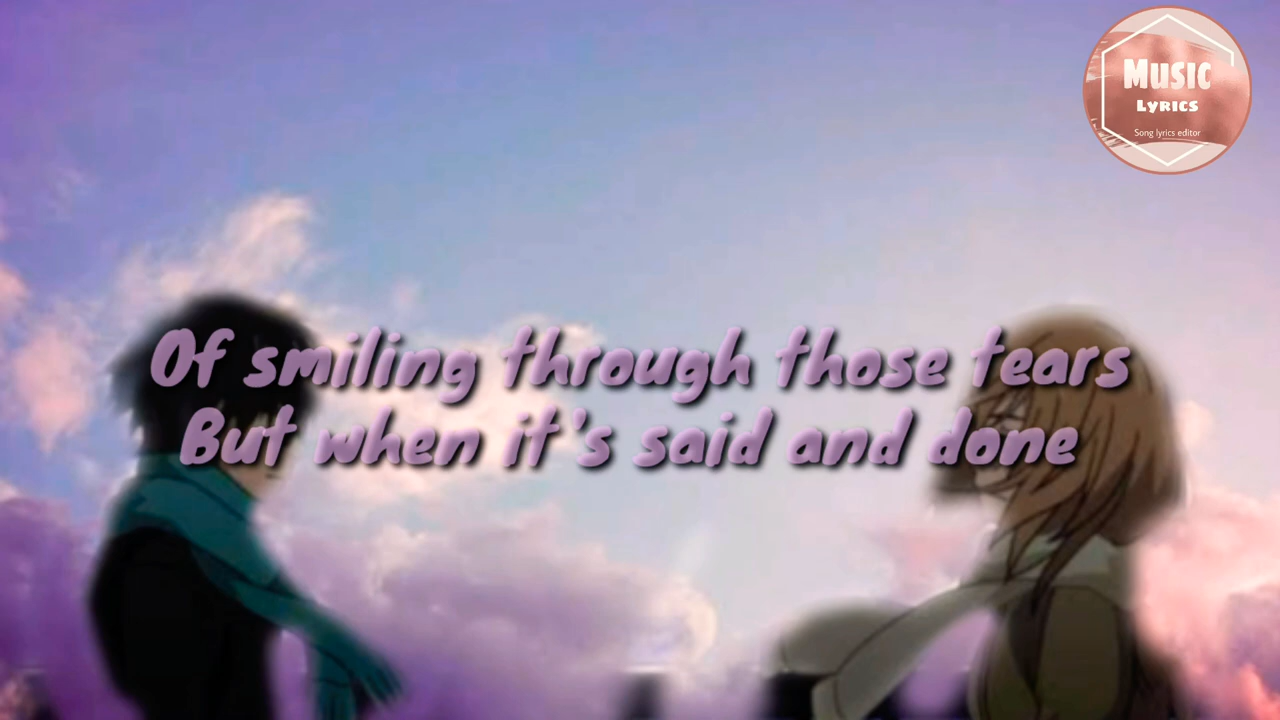 Music
Lyrics
Song lyrics editor
Of smiling through those tears
But when it's said and done